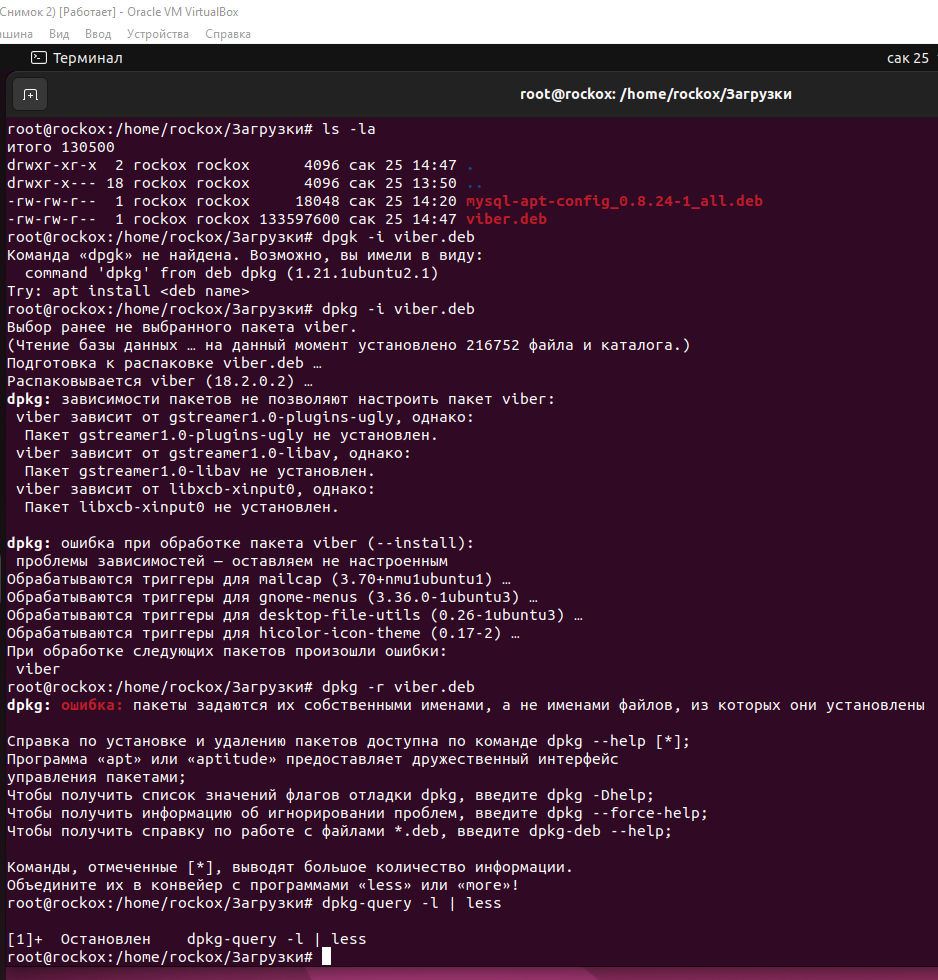 Снимок 2) [Работает] - Oracle VM VirtualBox
ашина Вид Ввод Устройства Справка
Терминал сак 25
root@rockox: /home/rockox/Загрузки
root@rockox:/home/rockox/Загрузки# ls -la
итого 130500
drwxr-xr-x  2 rockox rockox      4096 сак 25 14:47 .
drwxr-x--- 18 rockox rockox      4096 сак 25 13:50 ..
-rw-rw-r--  1 rockox rockox     18048 сак 25 14:20 mysql-apt-config_0.8.24-1_all.deb
-rw-rw-r--  1 rockox rockox 133597600 сак 25 14:47 viber.deb
root@rockox:/home/rockox/Загрузки# dpgk -i viber.deb
Команда «dpgk» не найдена. Возможно, вы имели в виду:
  command 'dpkg' from deb dpkg (1.21.1ubuntu2.1)
Try: apt install <deb name>
root@rockox:/home/rockox/Загрузки# dpkg -i viber.deb
Выбор ранее не выбранного пакета viber.
(Чтение базы данных … на данный момент установлено 216752 файла и каталога.)
Подготовка к распаковке viber.deb …
Распаковывается viber (18.2.0.2) …
dpkg: зависимости пакетов не позволяют настроить пакет viber:
 viber зависит от gstreamer1.0-plugins-ugly, однако:
  Пакет gstreamer1.0-plugins-ugly не установлен.
 viber зависит от gstreamer1.0-libav, однако:
  Пакет gstreamer1.0-libav не установлен.
 viber зависит от libxcb-xinput0, однако:
  Пакет libxcb-xinput0 не установлен.
dpkg: ошибка при обработке пакета viber (--install):
 проблемы зависимостей — оставляем не настроенным
Обрабатываются триггеры для mailcap (3.70+nmu1ubuntu1) …
Обрабатываются триггеры для gnome-menus (3.36.0-1ubuntu3) …
Обрабатываются триггеры для desktop-file-utils (0.26-1ubuntu3) …
Обрабатываются триггеры для hicolor-icon-theme (0.17-2) …
При обработке следующих пакетов произошли ошибки:
 viber
root@rockox:/home/rockox/Загрузки# dpkg -r viber.deb
dpkg: ошибка: пакеты задаются их собственными именами, а не именами файлов, из которых они установлены
Справка по установке и удалению пакетов доступна по команде dpkg --help [*];
Программа «apt» или «aptitude» предоставляет дружественный интерфейс
управления пакетами;
Чтобы получить список значений флагов отладки dpkg, введите dpkg -Dhelp;
Чтобы получить информацию об игнорировании проблем, введите dpkg --force-help;
Чтобы получить справку по работе с файлами *.deb, введите dpkg-deb --help;
Команды, отмеченные [*], выводят большое количество информации.
Объедините их в конвейер с программами «less» или «more»!
root@rockox:/home/rockox/Загрузки# dpkg-query -l | less
[1]+  Остановлен    dpkg-query -l | less
root@rockox:/home/rockox/Загрузки#